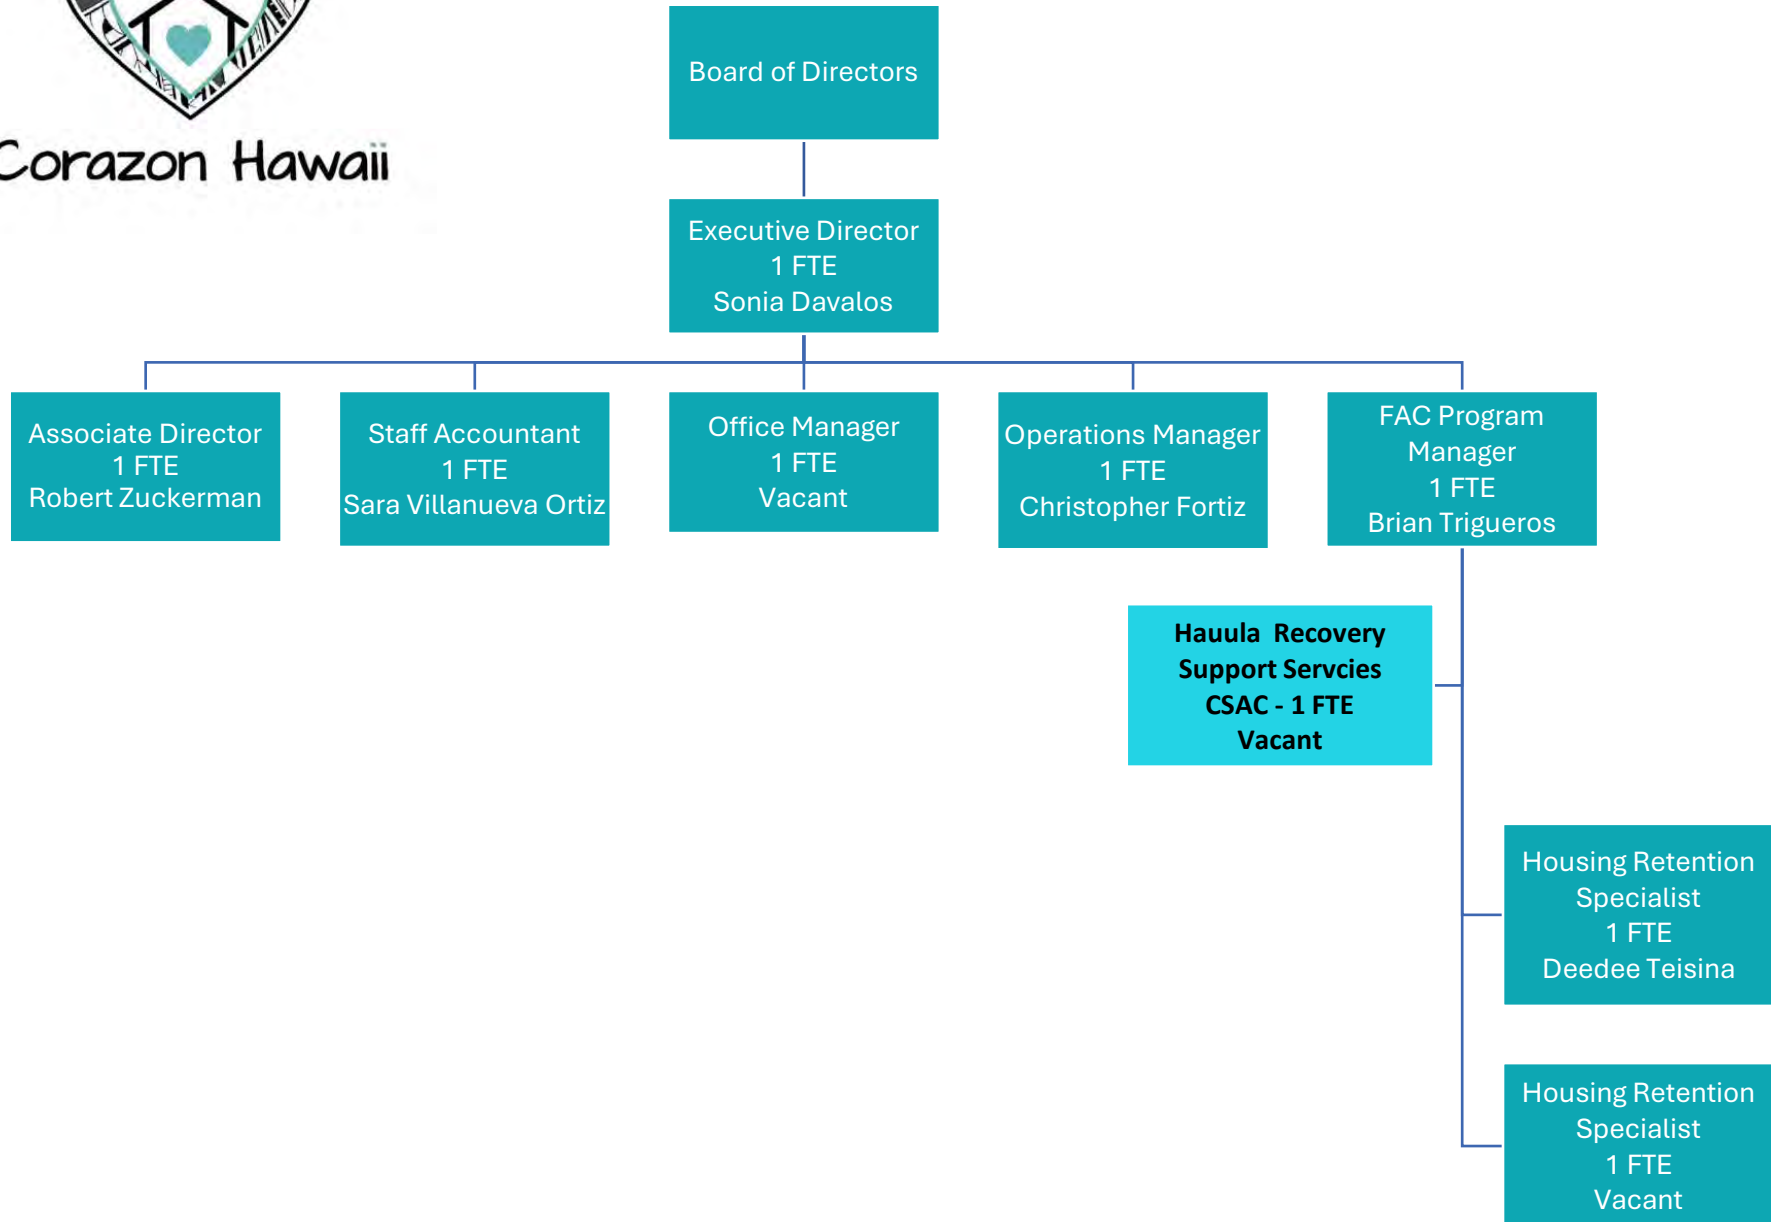 Corazon Hawaii
Board of Directors
Executive Director
1 FTE
Sonia Davalos
Associate Director
1 FTE
Robert Zuckerman
Staff Accountant
1 FTE
Sara Villanueva Ortiz
Office Manager
1 FTE
Vacant
Operations Manager
1 FTE
Christopher Fortiz
FAC Program
Manager
1 FTE
Brian Trigueros
Hauula Recovery
Support Servcies
CSAC - 1 FTE
Vacant
Housing Retention
Specialist
1 FTE
Deedee Teisina
Housing Retention
Specialist
1 FTE
Vacant